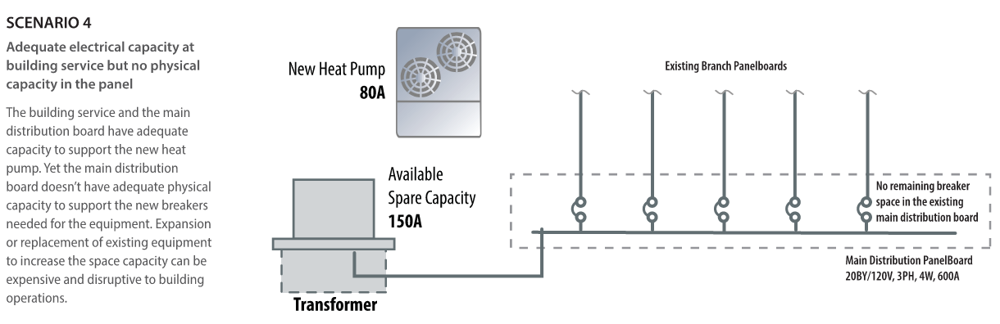 SCENARIO 4
Adequate electrical capacity at
building service but no physical
capacity in the panel
The building service and the main
distribution board have adequate
capacity to support the new heat
pump. Yet the main distribution
board doesn’t have adequate physical
capacity to support the new breakers
needed for the equipment. Expansion
or replacement of existing equipment
to increase the space capacity can be
expensive and disruptive to building
operations.
New Heat Pump
80A
Available
Spare Capacity
150A
Transformer
Existing Branch Panelboards
No remaining breaker
space in the existing
main distribution board
Main Distribution PanelBoard
20BY/120V, 3PH, 4W, 600A